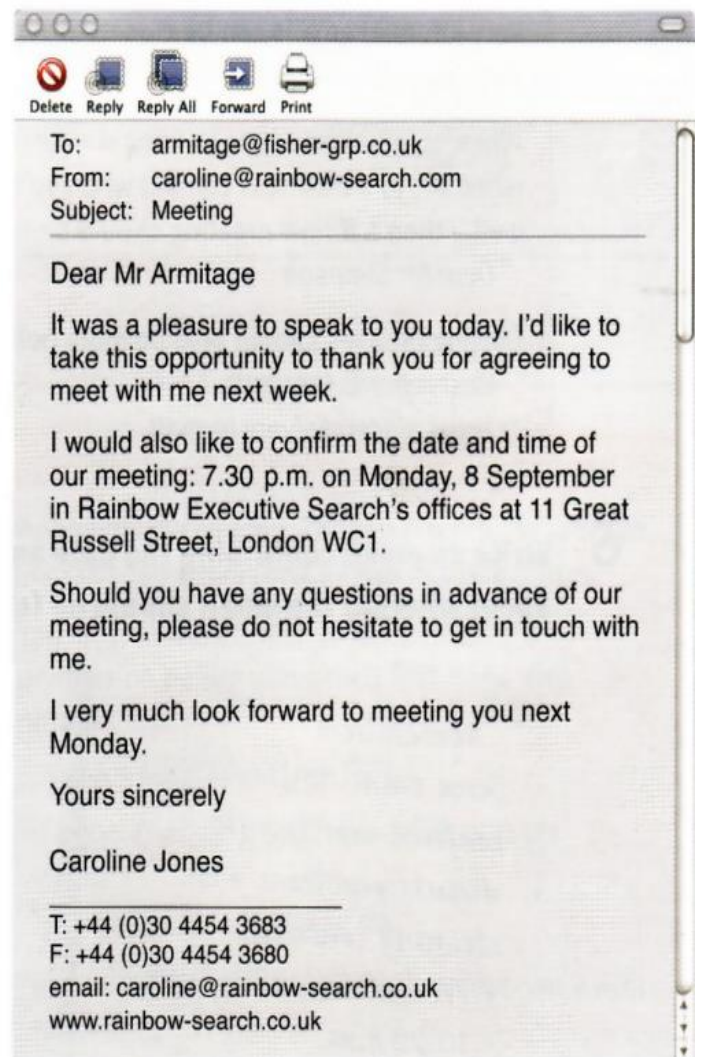 Delete Reply Reply All Forward Print
To: armitage@fisher-grp.co.uk
From: caroline@rainbow-search.com
Subject: Meeting
Dear Mr Armitage
It was a pleasure to speak to you today. I'd like to
take this opportunity to thank you for agreeing to
meet with me next week.
I would also like to confirm the date and time of
our meeting: 7.30 p.m. on Monday, 8 September
in Rainbow Executive Search's offices at 11 Great
Russell Street, London WC1.
Should you have any questions in advance of our
meeting, please do not hesitate to get in touch with
me.
I very much look forward to meeting you next
Monday.
Yours sincerely
Caroline Jones
T: +44 (0)30 4454 3683
F: +44 (0)30 4454 3680
email: caroline@rainbow-search.co.uk
www.rainbow-search.co.uk